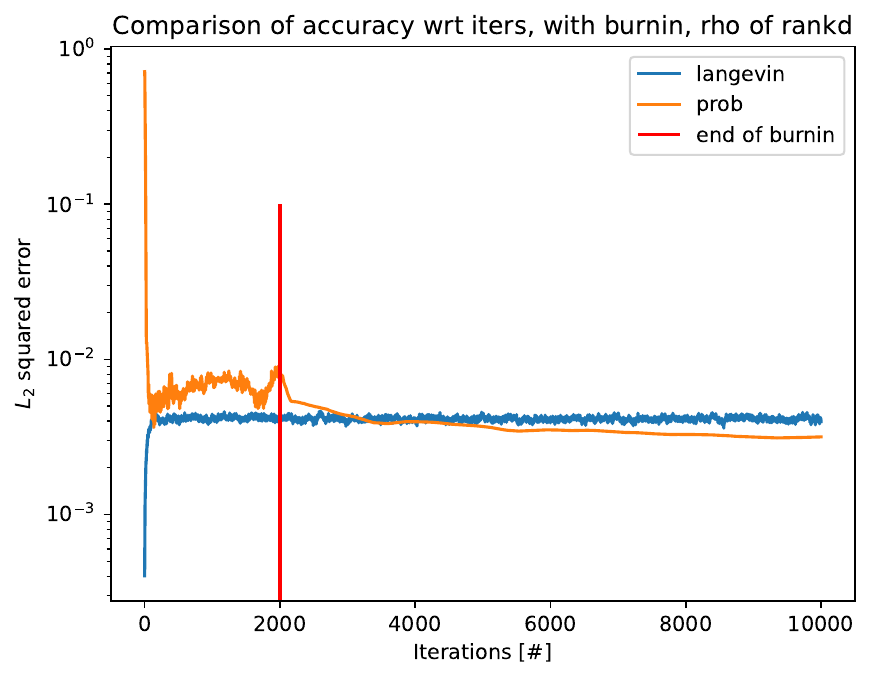 Comparison of accuracy wrt iters, with burnin, rho of rankd
10^0
10^-1
10^-2
10^-3
L_2 squared error
langevin
prob
end of burnin
0 2000 4000 6000 8000 10000
Iterations [#]